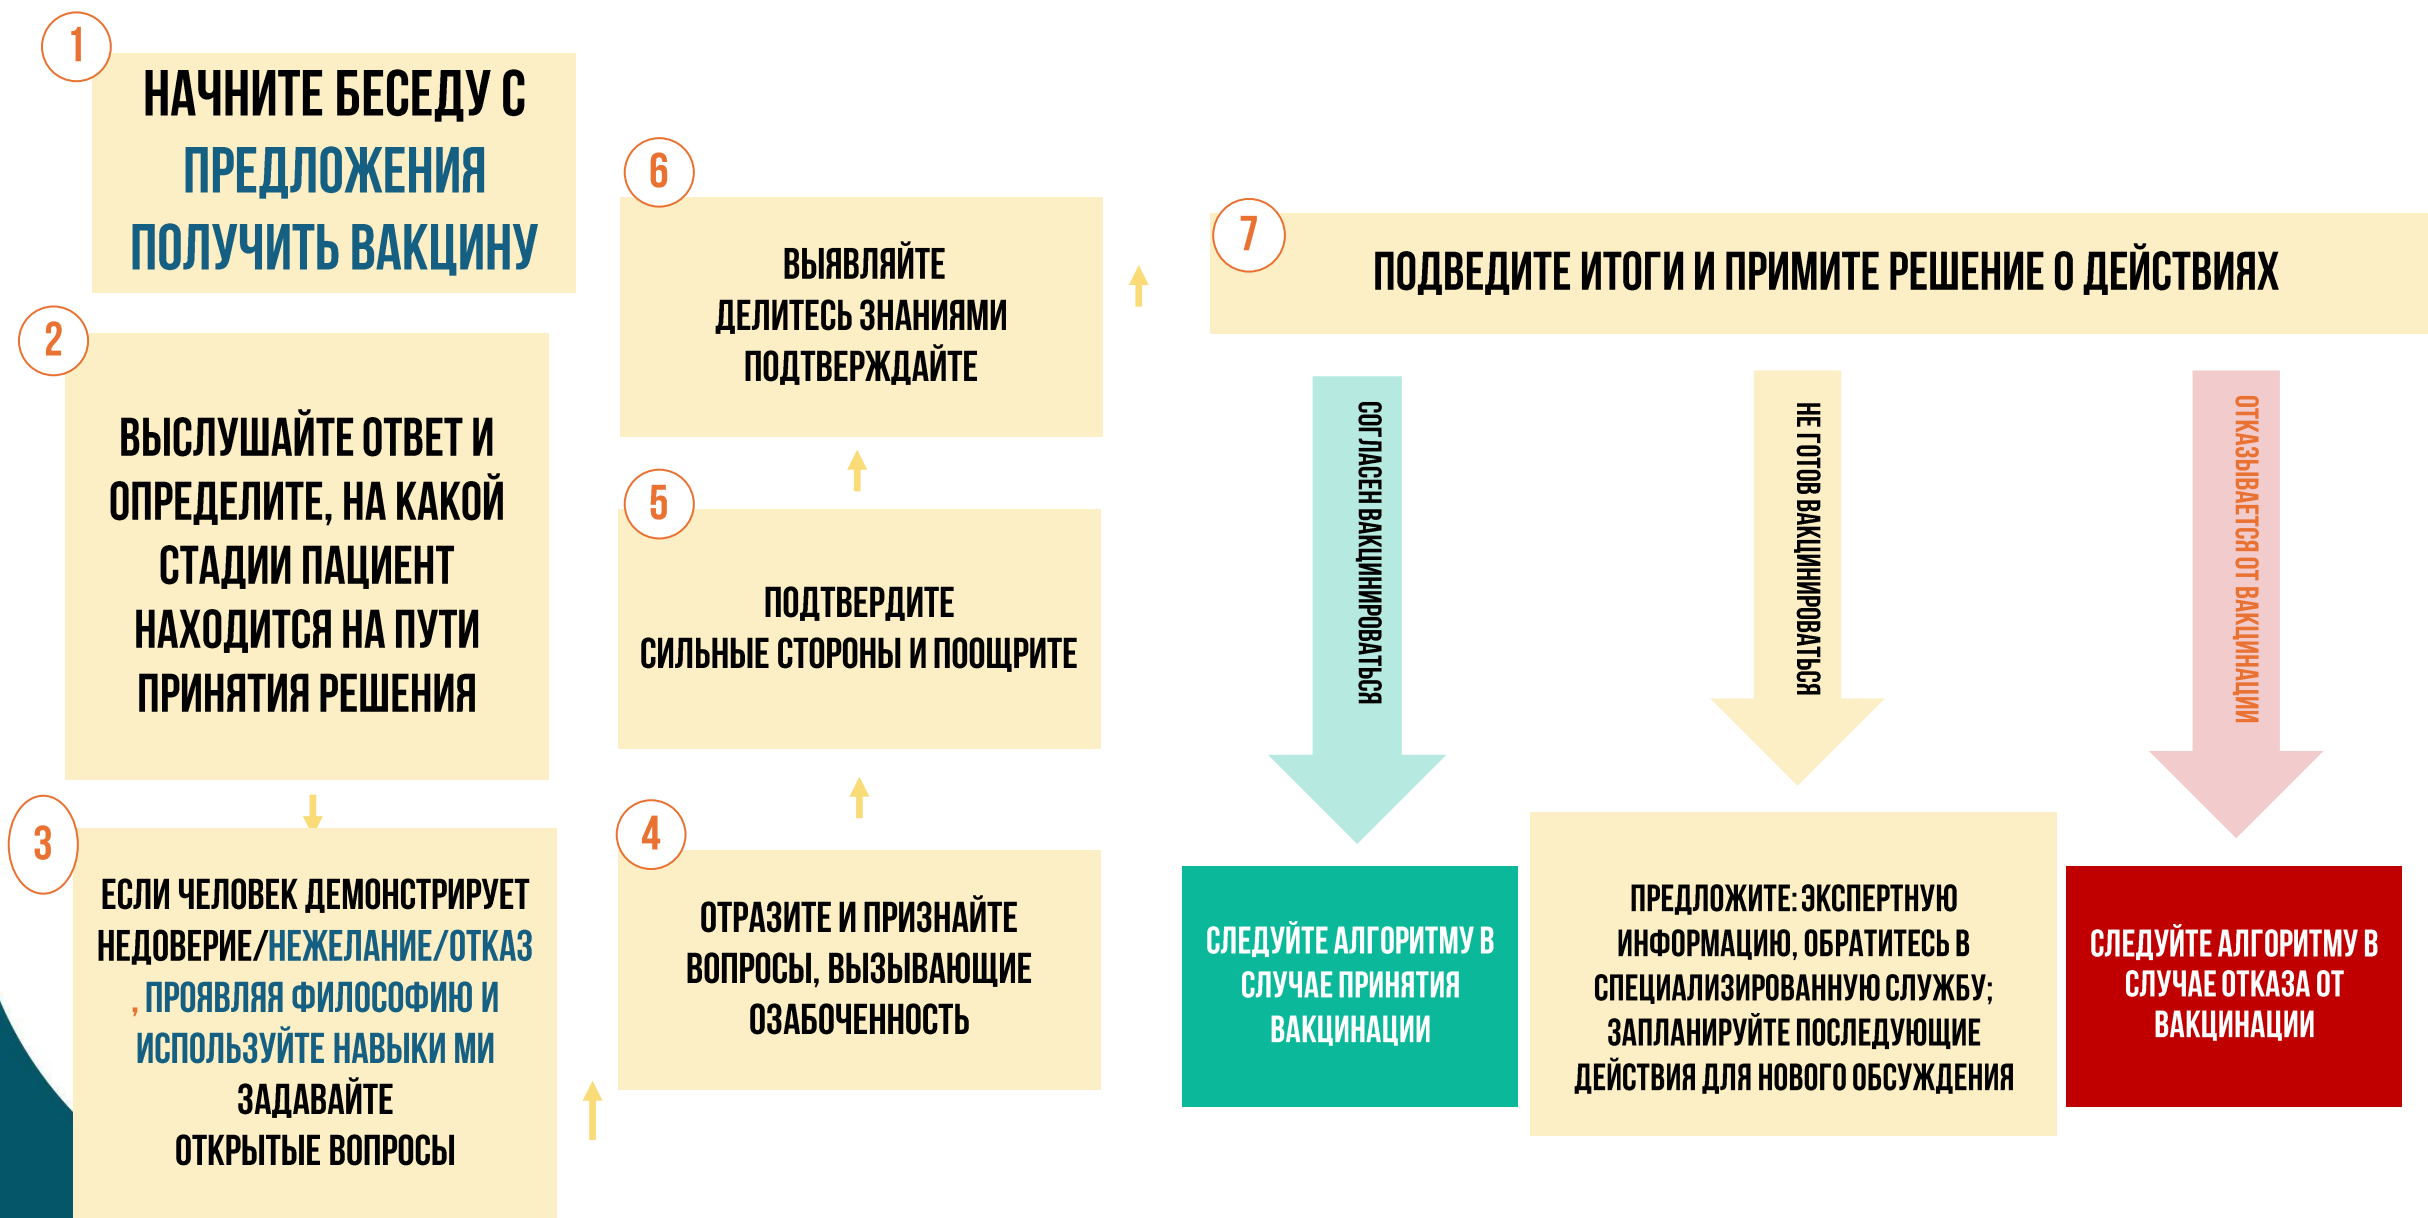 1
НАЧНИТЕ БЕСЕДУ С
ПРЕДЛОЖЕНИЯ
ПОЛУЧИТЬ ВАКЦИНУ
2
ВЫСЛУШАЙТЕ ОТВЕТ И
ОПРЕДЕЛИТЕ, НА КАКОЙ
СТАДИИ ПАЦИЕНТ
НАХОДИТСЯ НА ПУТИ
ПРИНЯТИЯ РЕШЕНИЯ
3
ЕСЛИ ЧЕЛОВЕК ДЕМОНСТРИРУЕТ
НЕДОВЕРИЕ/НЕЖЕЛАНИЕ/ОТКАЗ
, ПРОЯВЛЯЯ ФИЛОСОФИЮ И
ИСПОЛЬЗУЙТЕ НАВЫКИ МИ
ЗАДАВАЙТЕ
ОТКРЫТЫЕ ВОПРОСЫ
4
ОТРАЗИТЕ И ПРИЗНАЙТЕ
ВОПРОСЫ, ВЫЗЫВАЮЩИЕ
ОЗАБОЧЕННОСТЬ
5
ПОДТВЕРДИТЕ
СИЛЬНЫЕ СТОРОНЫ И ПООЩРИТЕ
6
ВЫЯВЛЯЙТЕ
ДЕЛИТЕСЬ ЗНАНИЯМИ
ПОДТВЕРЖДАЙТЕ
7
ПОДВЕДИТЕ ИТОГИ И ПРИМИТЕ РЕШЕНИЕ О ДЕЙСТВИЯХ
СОГЛАСЕН ВАКЦИНИРОВАТЬСЯ
СЛЕДУЙТЕ АЛГОРИТМУ В
СЛУЧАЕ ПРИНЯТИЯ
ВАКЦИНАЦИИ
НЕ ГОТОВ ВАКЦИНИРОВАТЬСЯ
ПРЕДЛОЖИТЕ: ЭКСПЕРТНУЮ
ИНФОРМАЦИЮ, ОБРАТИТЕСЬ В
СПЕЦИАЛИЗИРОВАННУЮ СЛУЖБУ;
ЗАПЛАНИРУЙТЕ ПОСЛЕДУЮЩИЕ
ДЕЙСТВИЯ ДЛЯ НОВОГО ОБСУЖДЕНИЯ
ОТКАЗЫВАЕТСЯ ОТ ВАКЦИНАЦИИ
СЛЕДУЙТЕ АЛГОРИТМУ В
СЛУЧАЕ ОТКАЗА ОТ
ВАКЦИНАЦИИ